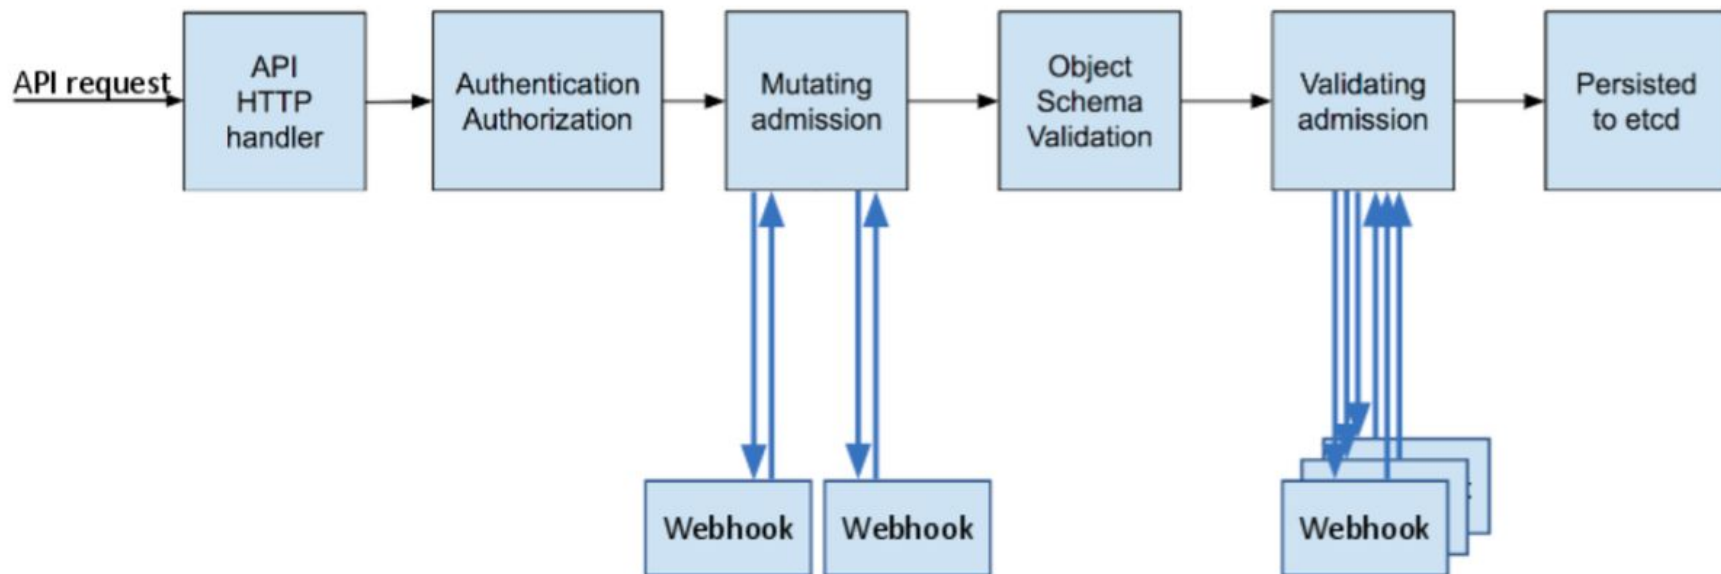 API request
API
HTTP
handler
Authentication
Authorization
Mutating
admission
Object
Schema
Validation
Validating
admission
Persisted
to etcd
Webhook
Webhook
Webhook